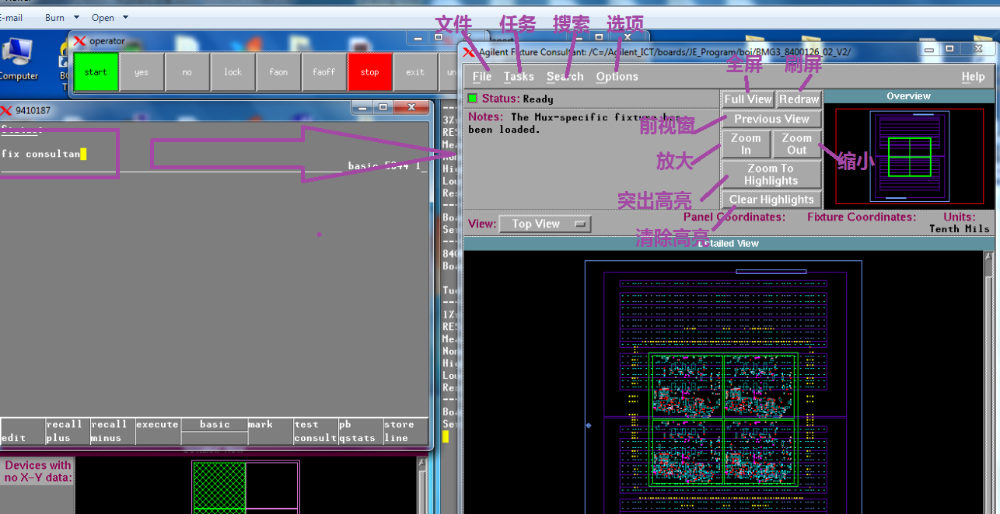 E-mail
Burn
Open
文件
任务
搜索
选项
operator
start
yes
no
lock
faon
faoff
stop
exit
Computer
Agilent Fixture Consultant: /C=/Agilent_ICT/boards/JE_Program/boi/BMG3_8400126_02_V2/
全屏
刷屏
File
Tasks
Search
Options
Help
Status: Ready
Full View
Redraw
Overview
9410187
Notes: The Mux-specific fixture has
been loaded.
前视窗
Previous View
fix consultan
Zoom
In
Zoom
Out
放大
缩小
Zoom To
Highlights
突出高亮
Clear Highlights
清除高亮
View:
Top View
Panel Coordinates:
Fixture Coordinates:
Units:
Tenth Mils
Detailed View
edit
recall
plus
recall
minus
execute
basic
mark
test
consult
pb
qstats
store
line
Devices with
no X-Y data: